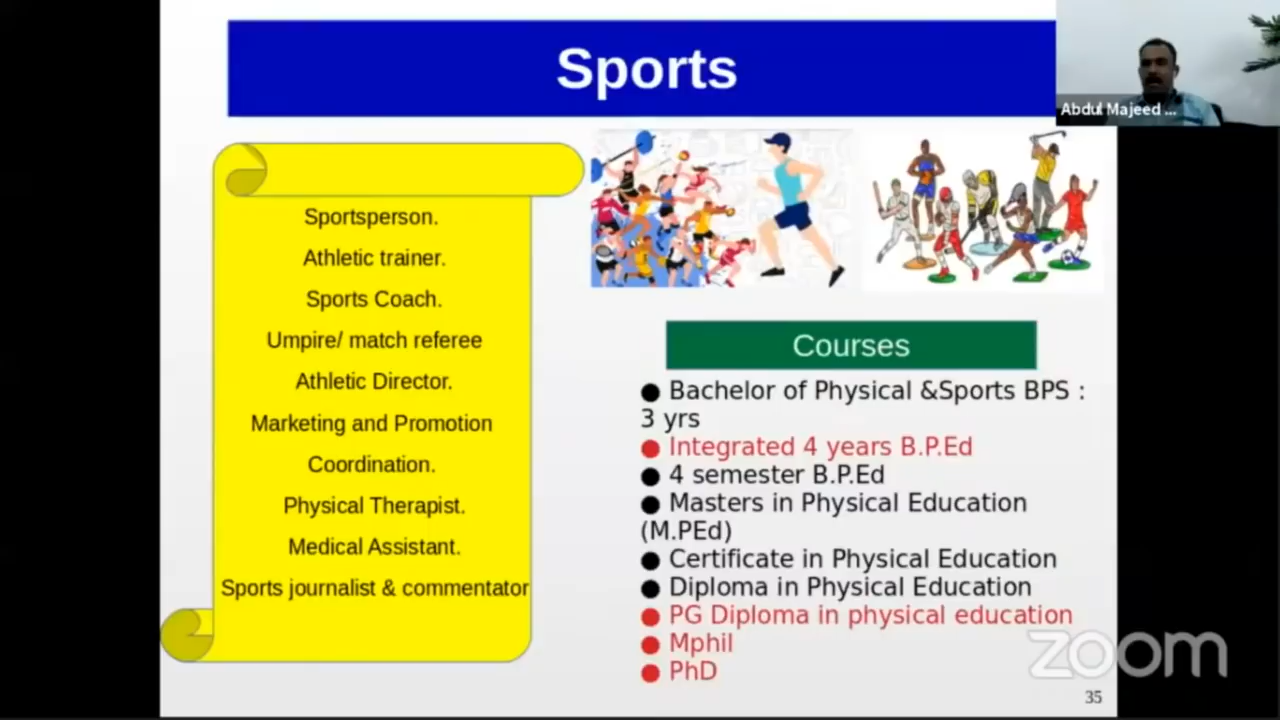 Sports
Abdul Majeed ...
Sportsperson.
Athletic trainer.
Sports Coach.
Umpire/ match referee
Athletic Director.
Marketing and Promotion
Coordination.
Physical Therapist.
Medical Assistant.
Sports journalist & commentator
Courses
● Bachelor of Physical &Sports BPS :
3 yrs
● Integrated 4 years B.P.Ed
● 4 semester B.P.Ed
● Masters in Physical Education
(M.PEd)
● Certificate in Physical Education
● Diploma in Physical Education
● PG Diploma in physical education
● Mphil
● PhD
zoom
35